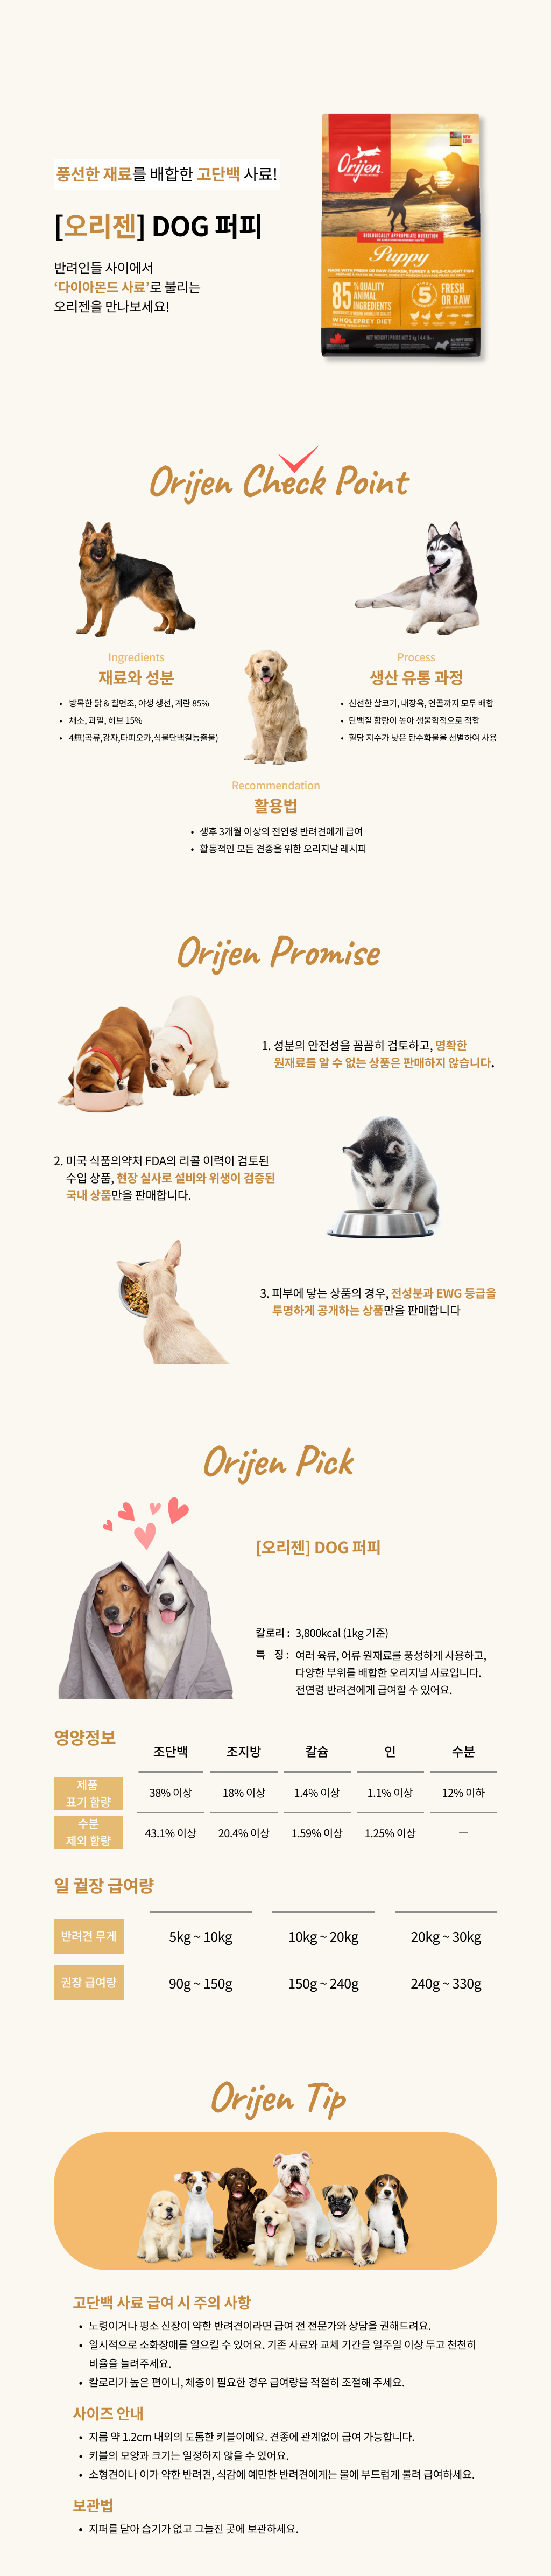 풍선한 재료를 배합한 고단백 사료!
[오리젠] DOG 퍼피
반려인들 사이에서
‘다이아몬드 사료’로 불리는
오리젠을 만나보세요!
Orijen
BIOLOGICALLY APPROPRIATE NUTRITION
Puppy
MADE WITH FRESH OR RAW CHICKEN, TURKEY & WILD-CAUGHT FISH
85 % QUALITY
ANIMAL
INGREDIENTS
5 FRESH
OR RAW
WHOLEPREY DIET
Orijen Check Point
Ingredients
재료와 성분
• 방목한 닭 & 칠면조, 야생 생선, 계란 85%
• 채소, 과일, 허브 15%
• 4無(곡류,감자,타피오카,식물단백질농출물)
Process
생산 유통 과정
• 신선한 살코기, 내장육, 연골까지 모두 배합
• 단백질 함량이 높아 생물학적으로 적합
• 혈당 지수가 낮은 탄수화물을 선별하여 사용
Recommendation
활용법
• 생후 3개월 이상의 전연령 반려견에게 급여
• 활동적인 모든 견종을 위한 오리지날 레시피
Orijen Promise
1. 성분의 안전성을 꼼꼼히 검토하고, 명확한
원재료를 알 수 없는 상품은 판매하지 않습니다.
2. 미국 식품의약처 FDA의 리콜 이력이 검토된
수입 상품, 현장 실사로 설비와 위생이 검증된
국내 상품만을 판매합니다.
3. 피부에 닿는 상품의 경우, 전성분과 EWG 등급을
투명하게 공개하는 상품만을 판매합니다
Orijen Pick
[오리젠] DOG 퍼피
칼로리 : 3,800kcal (1kg 기준)
특 징 : 여러 육류, 어류 원재료를 풍성하게 사용하고,
다양한 부위를 배합한 오리지널 사료입니다.
전연령 반려견에게 급여할 수 있어요.
영양정보
조단백 조지방 칼슘 인 수분
제품
표기 함량
38% 이상 18% 이상 1.4% 이상 1.1% 이상 12% 이하
수분
제외 함량
43.1% 이상 20.4% 이상 1.59% 이상 1.25% 이상 —
일 궐장 급여량
반려견 무게 5kg ~ 10kg 10kg ~ 20kg 20kg ~ 30kg
권장 급여량 90g ~ 150g 150g ~ 240g 240g ~ 330g
Orijen Tip
고단백 사료 급여 시 주의 사항
• 노령이거나 평소 신장이 약한 반려견이라면 급여 전 전문가와 상담을 권해드려요.
• 일시적으로 소화장애를 일으킬 수 있어요. 기존 사료와 교체 기간을 일주일 이상 두고 천천히
비율을 늘려주세요.
• 칼로리가 높은 편이니, 체중이 필요한 경우 급여량을 적절히 조절해 주세요.
사이즈 안내
• 지름 약 1.2cm 내외의 도톰한 키블이에요. 견종에 관계없이 급여 가능합니다.
• 키블의 모양과 크기는 일정하지 않을 수 있어요.
• 소형견이나 이가 약한 반려견, 식감에 예민한 반려견에게는 물에 부드럽게 불려 급여하세요.
보관법
• 지퍼를 닫아 습기가 없고 그늘진 곳에 보관하세요.